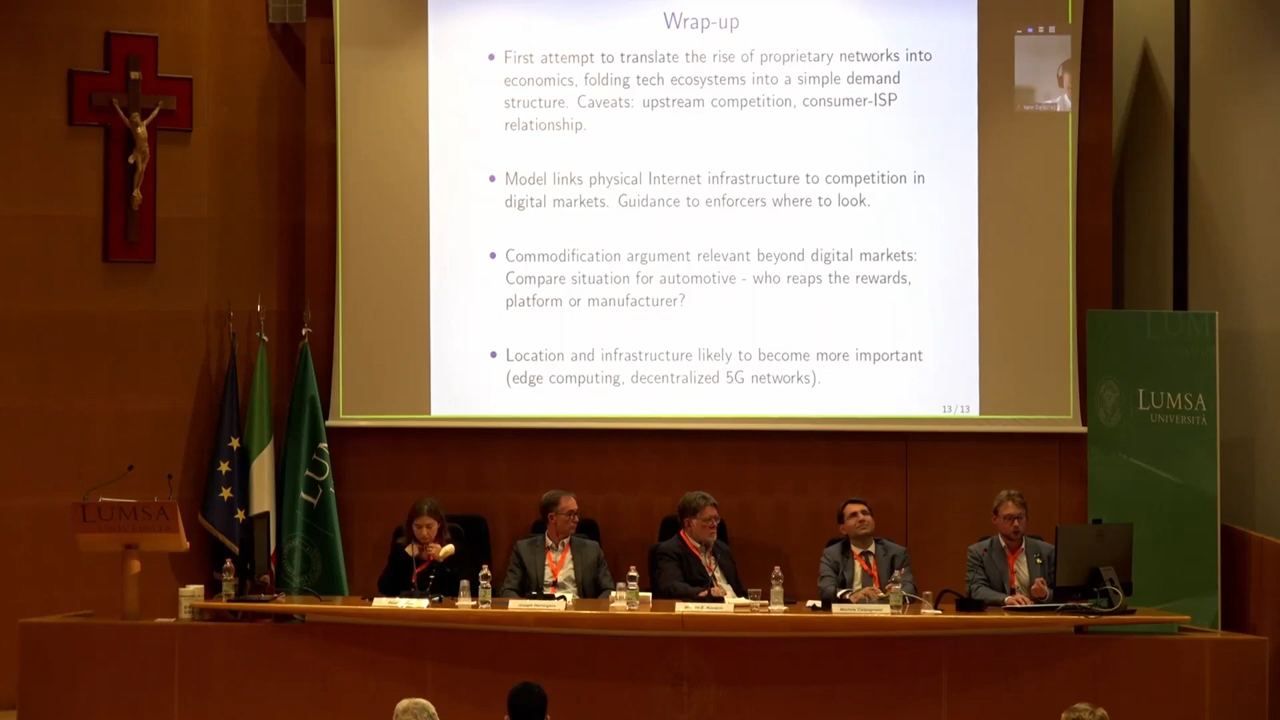 Wrap-up
• First attempt to translate the rise of proprietary networks into
economics, folding tech ecosystems into a simple demand
structure. Caveats: upstream competition, consumer-ISP
relationship.
• Model links physical Internet infrastructure to competition in
digital markets. Guidance to enforcers where to look.
• Commodification argument relevant beyond digital markets:
Compare situation for automotive - who reaps the rewards,
platform or manufacturer?
• Location and infrastructure likely to become more important
(edge computing, decentralized 5G networks).
13 / 13
LUM
LUMSA
UNIVERSITÀ
LUM
LUMSA
Joseph Harrington